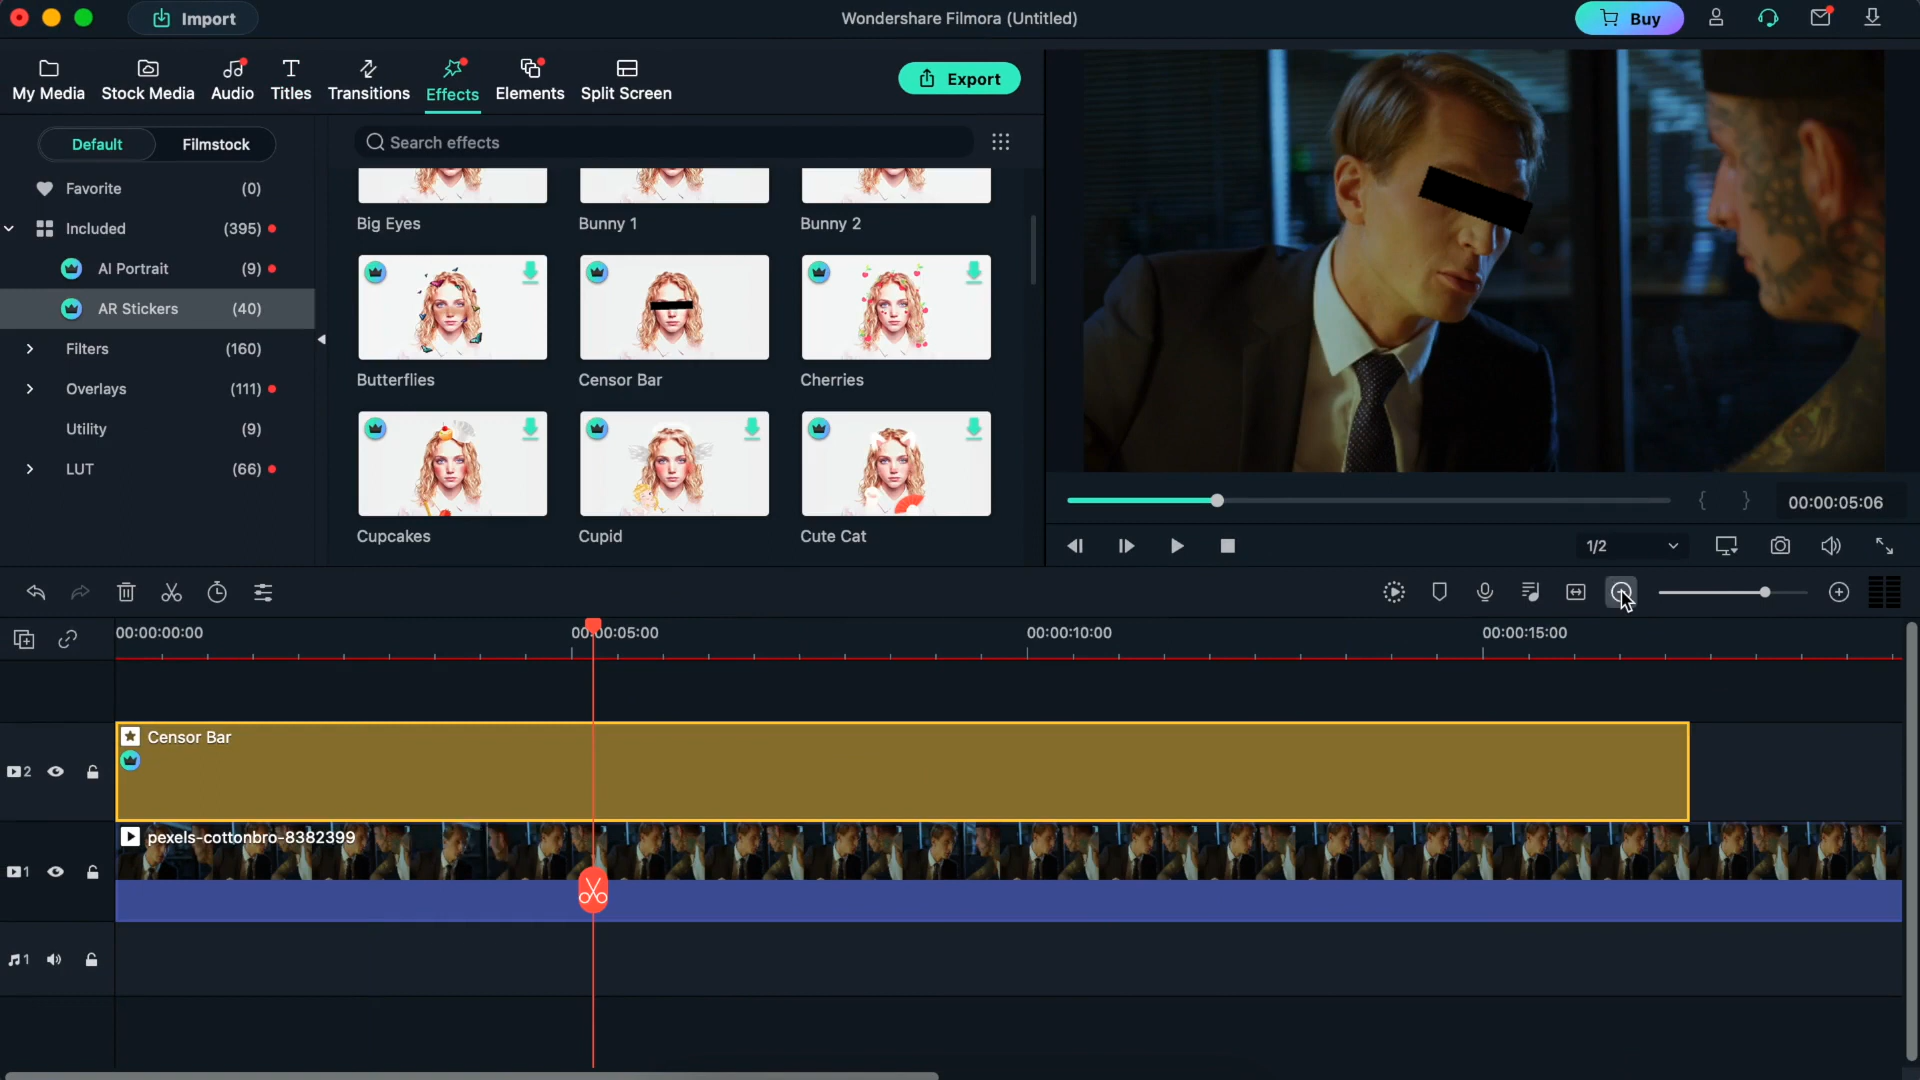 Import
Wondershare Filmora (Untitled)
Buy
My Media
Stock Media
Audio
Titles
Transitions
Effects
Elements
Split Screen
Export
Default
Filmstock
Search effects
Favorite (0)
Included (395)
AI Portrait (9)
AR Stickers (40)
Filters (160)
Overlays (111)
Utility (9)
LUT (66)
Big Eyes
Bunny 1
Bunny 2
Butterflies
Censor Bar
Cherries
Cupcakes
Cupid
Cute Cat
00:00:05:06
1/2
00:00:00:00
00:00:05:00
00:00:10:00
00:00:15:00
Censor Bar
2
pexels-cottonbro-8382399
1
1